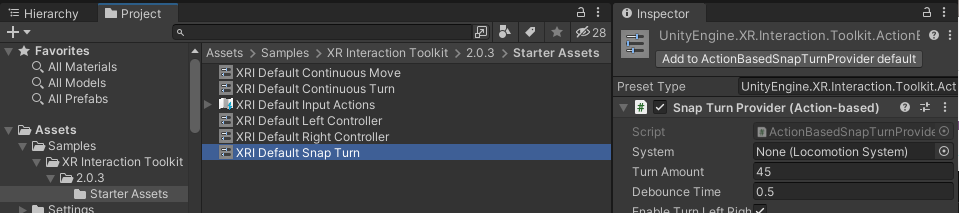 Hierarchy
Project
28
Favorites
All Materials
All Models
All Prefabs
Assets
Samples
XR Interaction Toolkit
2.0.3
Starter Assets
Settings
Assets > Samples > XR Interaction Toolkit > 2.0.3 > Starter Assets
XRI Default Continuous Move
XRI Default Continuous Turn
XRI Default Input Actions
XRI Default Left Controller
XRI Default Right Controller
XRI Default Snap Turn
Inspector
UnityEngine.XR.Interaction.Toolkit.ActionE
Add to ActionBasedSnapTurnProvider default
Preset Type UnityEngine.XR.Interaction.Toolkit.Act
# Snap Turn Provider (Action-based)
Script ActionBasedSnapTurnProvide
System None (Locomotion System)
Turn Amount 45
Debounce Time 0.5
Enable Turn Left Righ